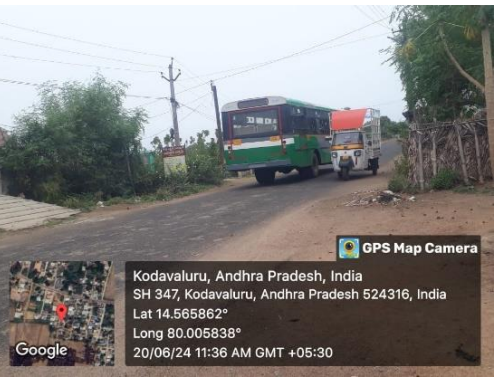 GPS Map Camera
Kodavaluru, Andhra Pradesh, India
SH 347, Kodavaluru, Andhra Pradesh 524316, India
Lat 14.565862°
Long 80.005838°
20/06/24 11:36 AM GMT +05:30
Google